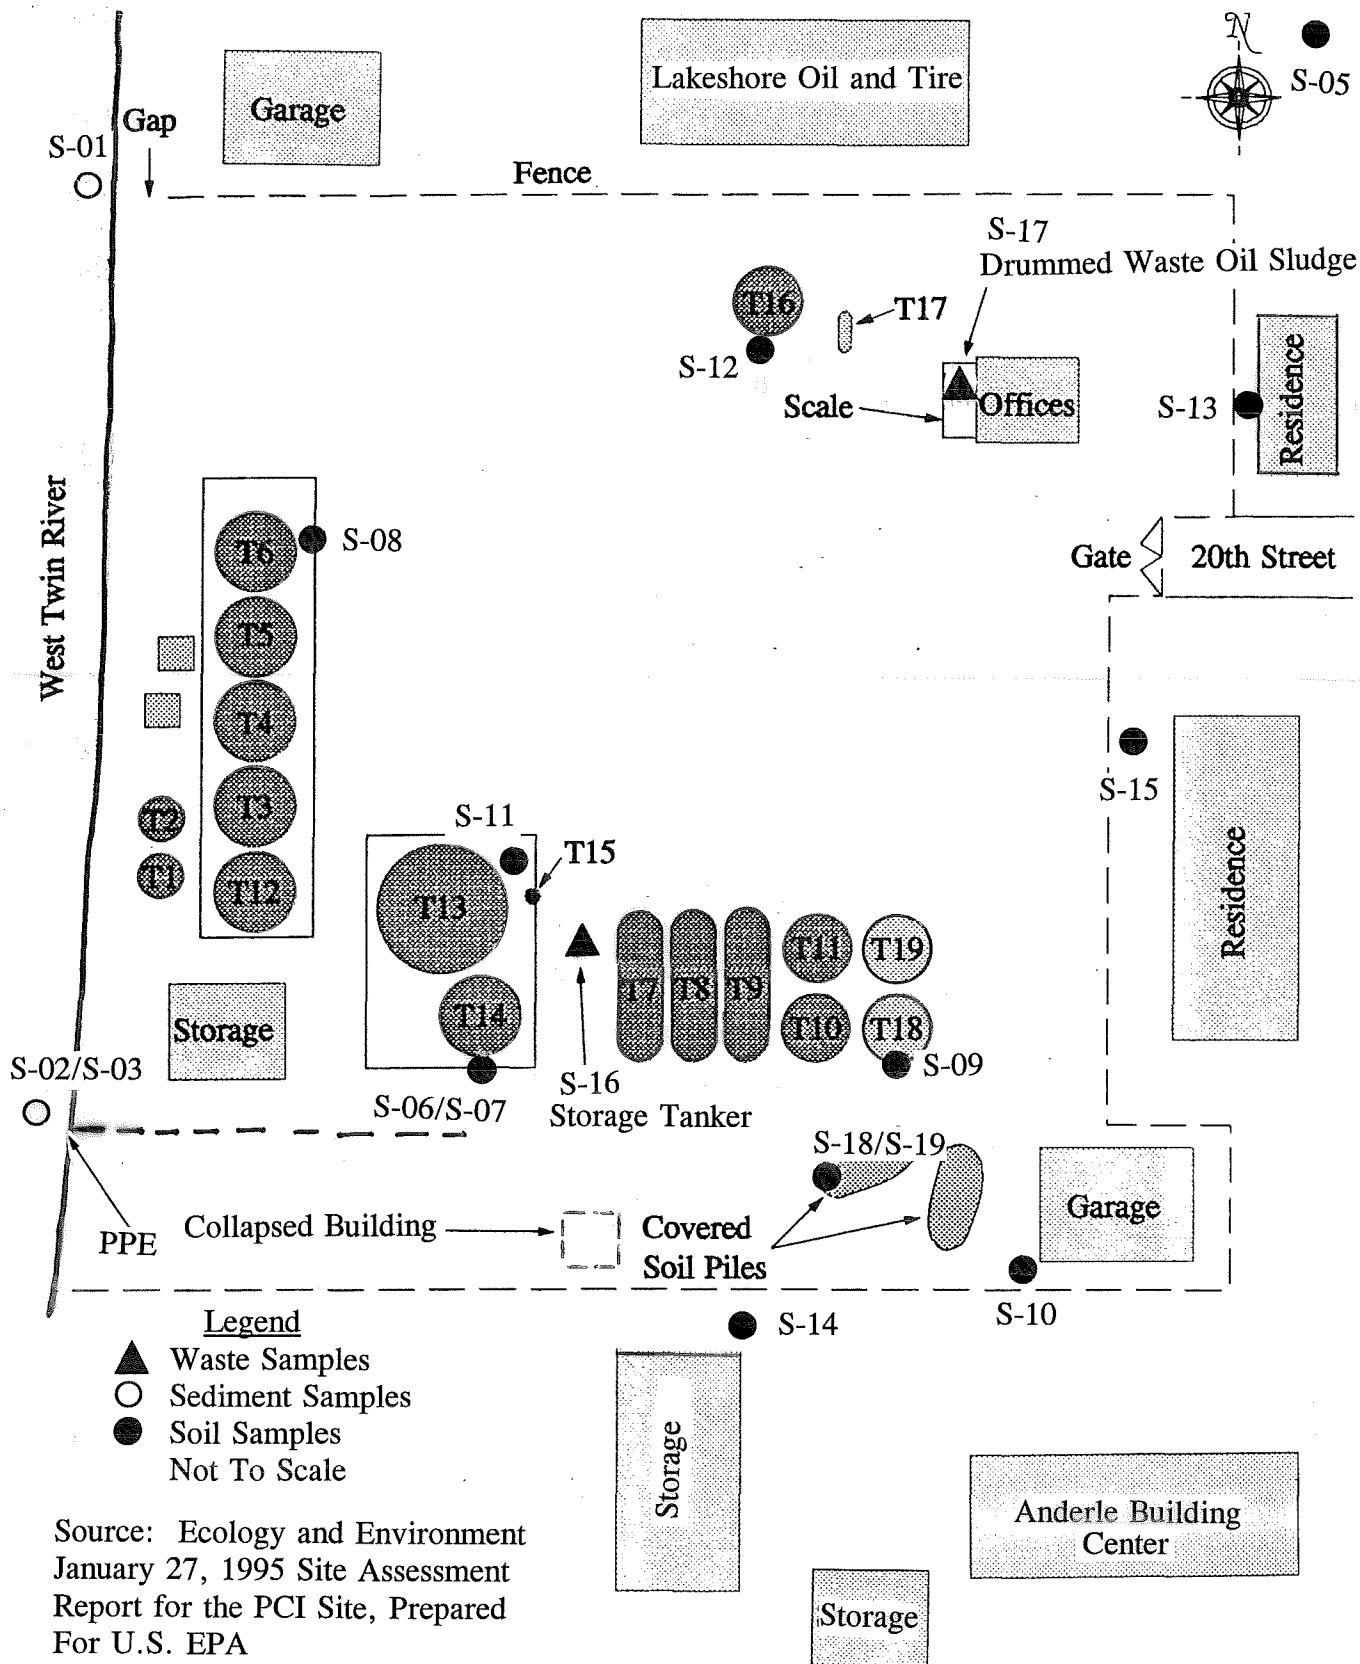 N
S-05
Lakeshore Oil and Tire
Garage
Gap
S-01
Fence
S-17
Drummed Waste Oil Sludge
T16
T17
S-12
Scale
Offices
S-13
Residence
West Twin River
T6
S-08
Gate
20th Street
T5
T4
T3
T2
T1
T12
S-11
T15
T13
S-15
Residence
T7
T8
T9
T11
T19
T14
T10
T18
Storage
S-02/S-03
S-09
S-16
Storage Tanker
S-06/S-07
S-18/S-19
Garage
PPE
Collapsed Building
Covered
Soil Piles
S-10
S-14
Legend
Waste Samples
Sediment Samples
Soil Samples
Not To Scale
Storage
Anderle Building
Center
Storage
Source: Ecology and Environment
January 27, 1995 Site Assessment
Report for the PCI Site, Prepared
For U.S. EPA